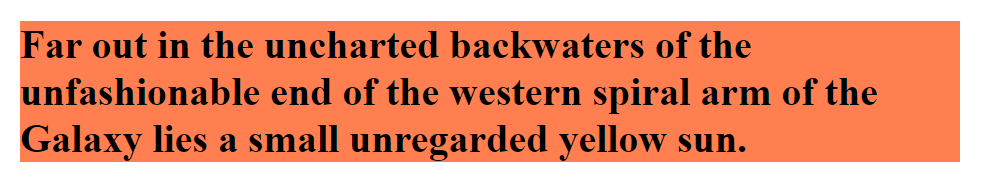 Far out in the uncharted backwaters of the
unfashionable end of the western spiral arm of the
Galaxy lies a small unregarded yellow sun.